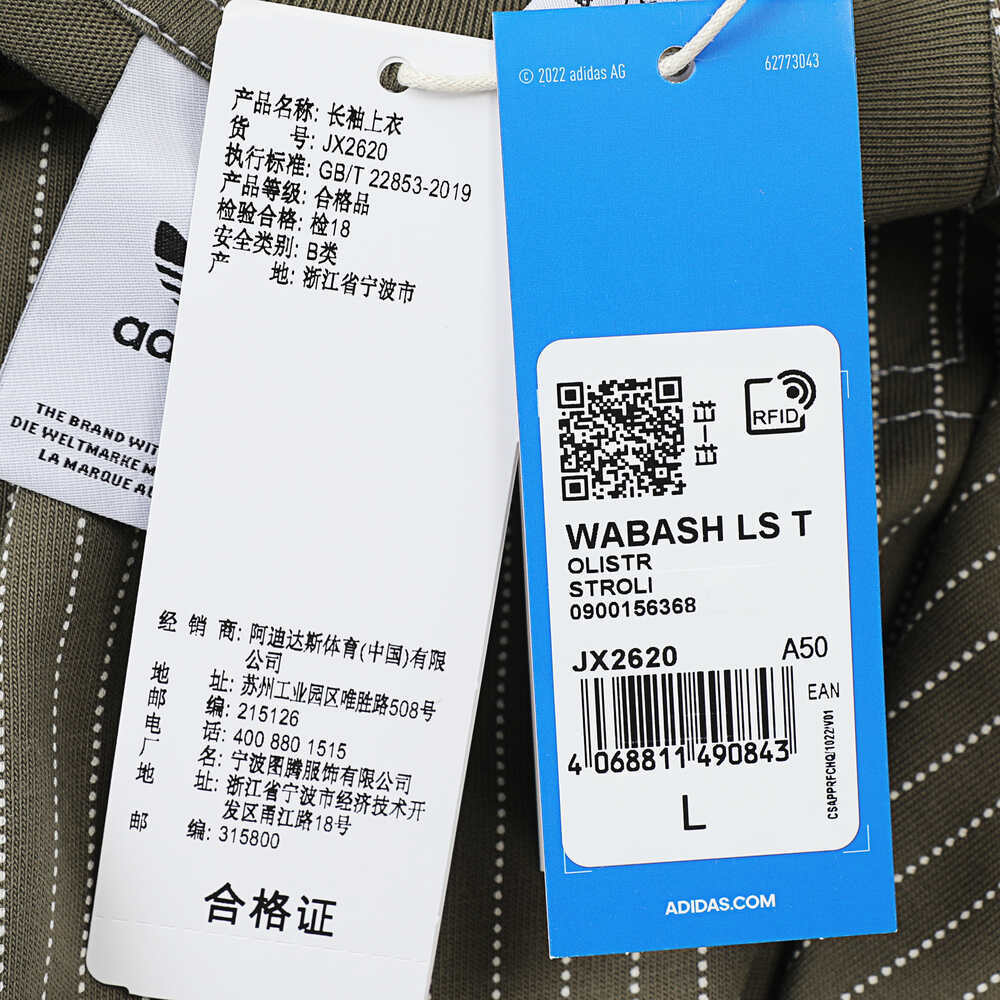 产品名称: 长袖上衣
货 号: JX2620
执行标准: GB/T 22853-2019
产品等级: 合格品
检验合格: 检18
安全类别: B类
产 地: 浙江省宁波市
经 销 商: 阿迪达斯体育(中国)有限
公司
地 址: 苏州工业园区唯胜路508号
邮 编: 215126
电 话: 400 880 1515
厂 名: 宁波图腾服饰有限公司
地 址: 浙江省宁波市经济技术开
发区甬江路18号
邮 编: 315800
合格证
© 2022 adidas AG
62773043
RFID
WABASH LS T
OLISTR
STROLI
0900156368
JX2620
A50
EAN
4 068811 490843
CSAPPRFCHQ/1022/V01
L
ADIDAS.COM
THE BRAND WIT
DIE WELTMARKE M
LA MARQUE AU